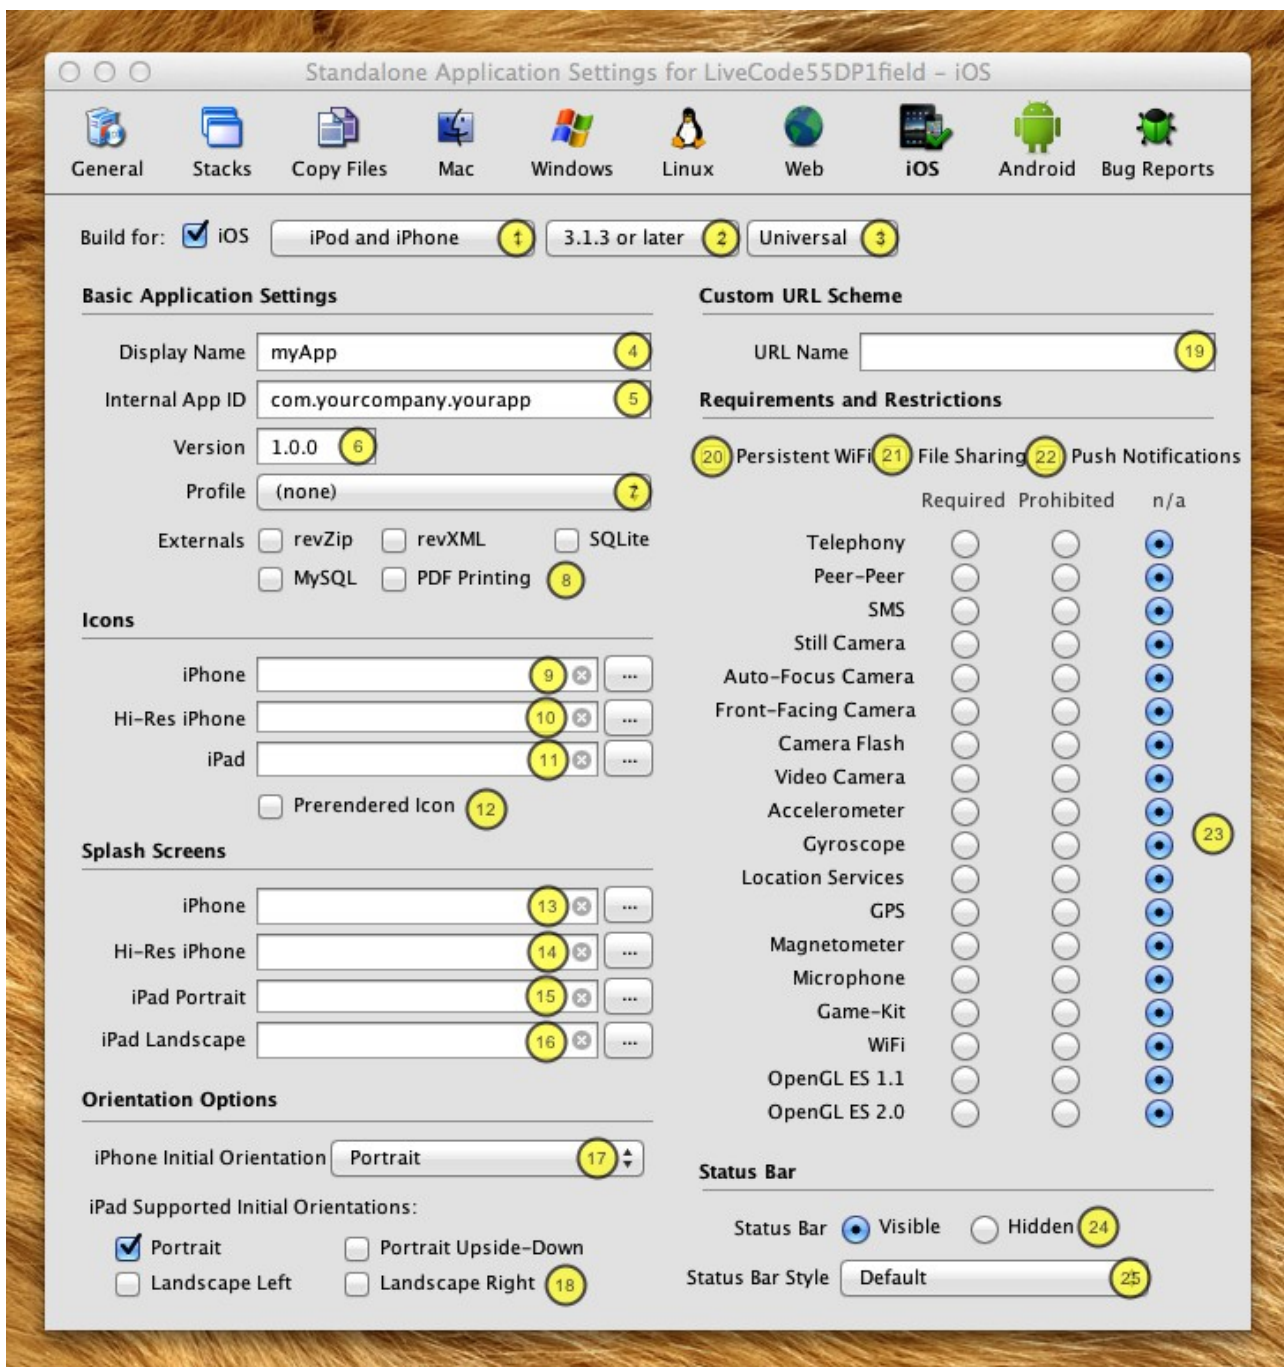 Standalone Application Settings for LiveCode55DP1field – iOS
General Stacks Copy Files Mac Windows Linux Web iOS Android Bug Reports
Build for: iOS iPod and iPhone 1 3.1.3 or later 2 Universal 3
Basic Application Settings
Display Name myApp 4
Internal App ID com.yourcompany.yourapp 5
Version 1.0.0 6
Profile (none) 7
Externals revZip revXML SQLite
MySQL PDF Printing 8
Icons
iPhone 9 ...
Hi-Res iPhone 10 ...
iPad 11 ...
Prerendered Icon 12
Splash Screens
iPhone 13 ...
Hi-Res iPhone 14 ...
iPad Portrait 15 ...
iPad Landscape 16 ...
Orientation Options
iPhone Initial Orientation Portrait 17
iPad Supported Initial Orientations:
Portrait Portrait Upside-Down
Landscape Left Landscape Right 18
Custom URL Scheme
URL Name 19
Requirements and Restrictions
20 Persistent WiFi 21 File Sharing 22 Push Notifications
Required Prohibited n/a
Telephony
Peer-Peer
SMS
Still Camera
Auto-Focus Camera
Front-Facing Camera
Camera Flash
Video Camera
Accelerometer
23
Gyroscope
Location Services
GPS
Magnetometer
Microphone
Game-Kit
WiFi
OpenGL ES 1.1
OpenGL ES 2.0
Status Bar
Status Bar Visible Hidden 24
Status Bar Style Default 25